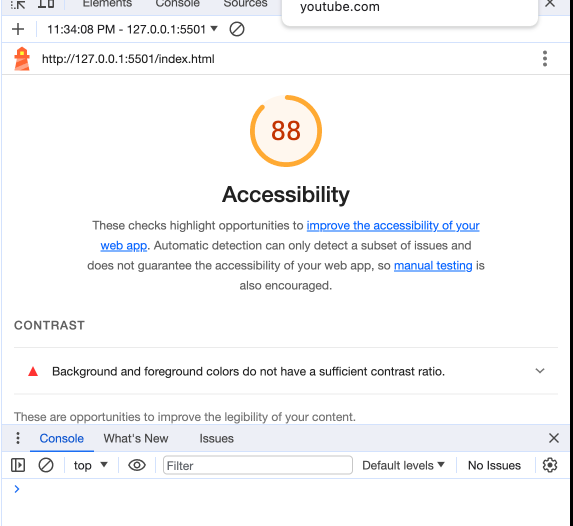 Elements Console Sources
youtube.com
11:34:08 PM - 127.0.0.1:5501
http://127.0.0.1:5501/index.html
88
Accessibility
These checks highlight opportunities to improve the accessibility of your
web app. Automatic detection can only detect a subset of issues and
does not guarantee the accessibility of your web app, so manual testing is
also encouraged.
CONTRAST
Background and foreground colors do not have a sufficient contrast ratio.
These are opportunities to improve the legibility of your content.
Console What's New Issues
top Filter Default levels No Issues